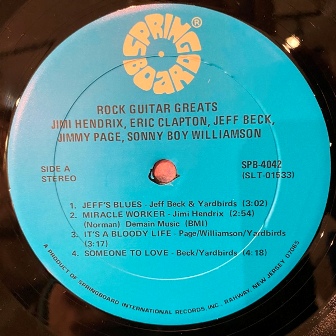 SPRING
BOARD®
ROCK GUITAR GREATS
JIMI HENDRIX, ERIC CLAPTON, JEFF BECK,
JIMMY PAGE, SONNY BOY WILLIAMSON
SIDE A
STEREO
SPB-4042
(SLT-01533)
1. JEFF'S BLUES - Jeff Beck & Yardbirds (3:02)
2. MIRACLE WORKER - Jimi Hendrix (2:54)
(Norman) Demain Music (BMI)
3. IT'S A BLOODY LIFE - Page/Williamson/Yardbirds
(3:17)
4. SOMEONE TO LOVE - Beck/Yardbirds (4:18)
A PRODUCT OF SPRINGBOARD INTERNATIONAL RECORDS INC. - RAHWAY, NEW JERSEY 07065